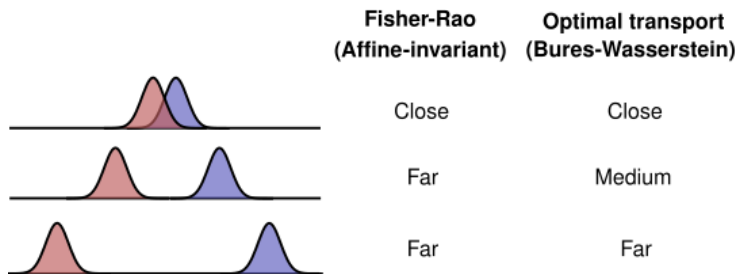 Fisher-Rao Optimal transport
(Affine-invariant) (Bures-Wasserstein)
Close Close
Far Medium
Far Far